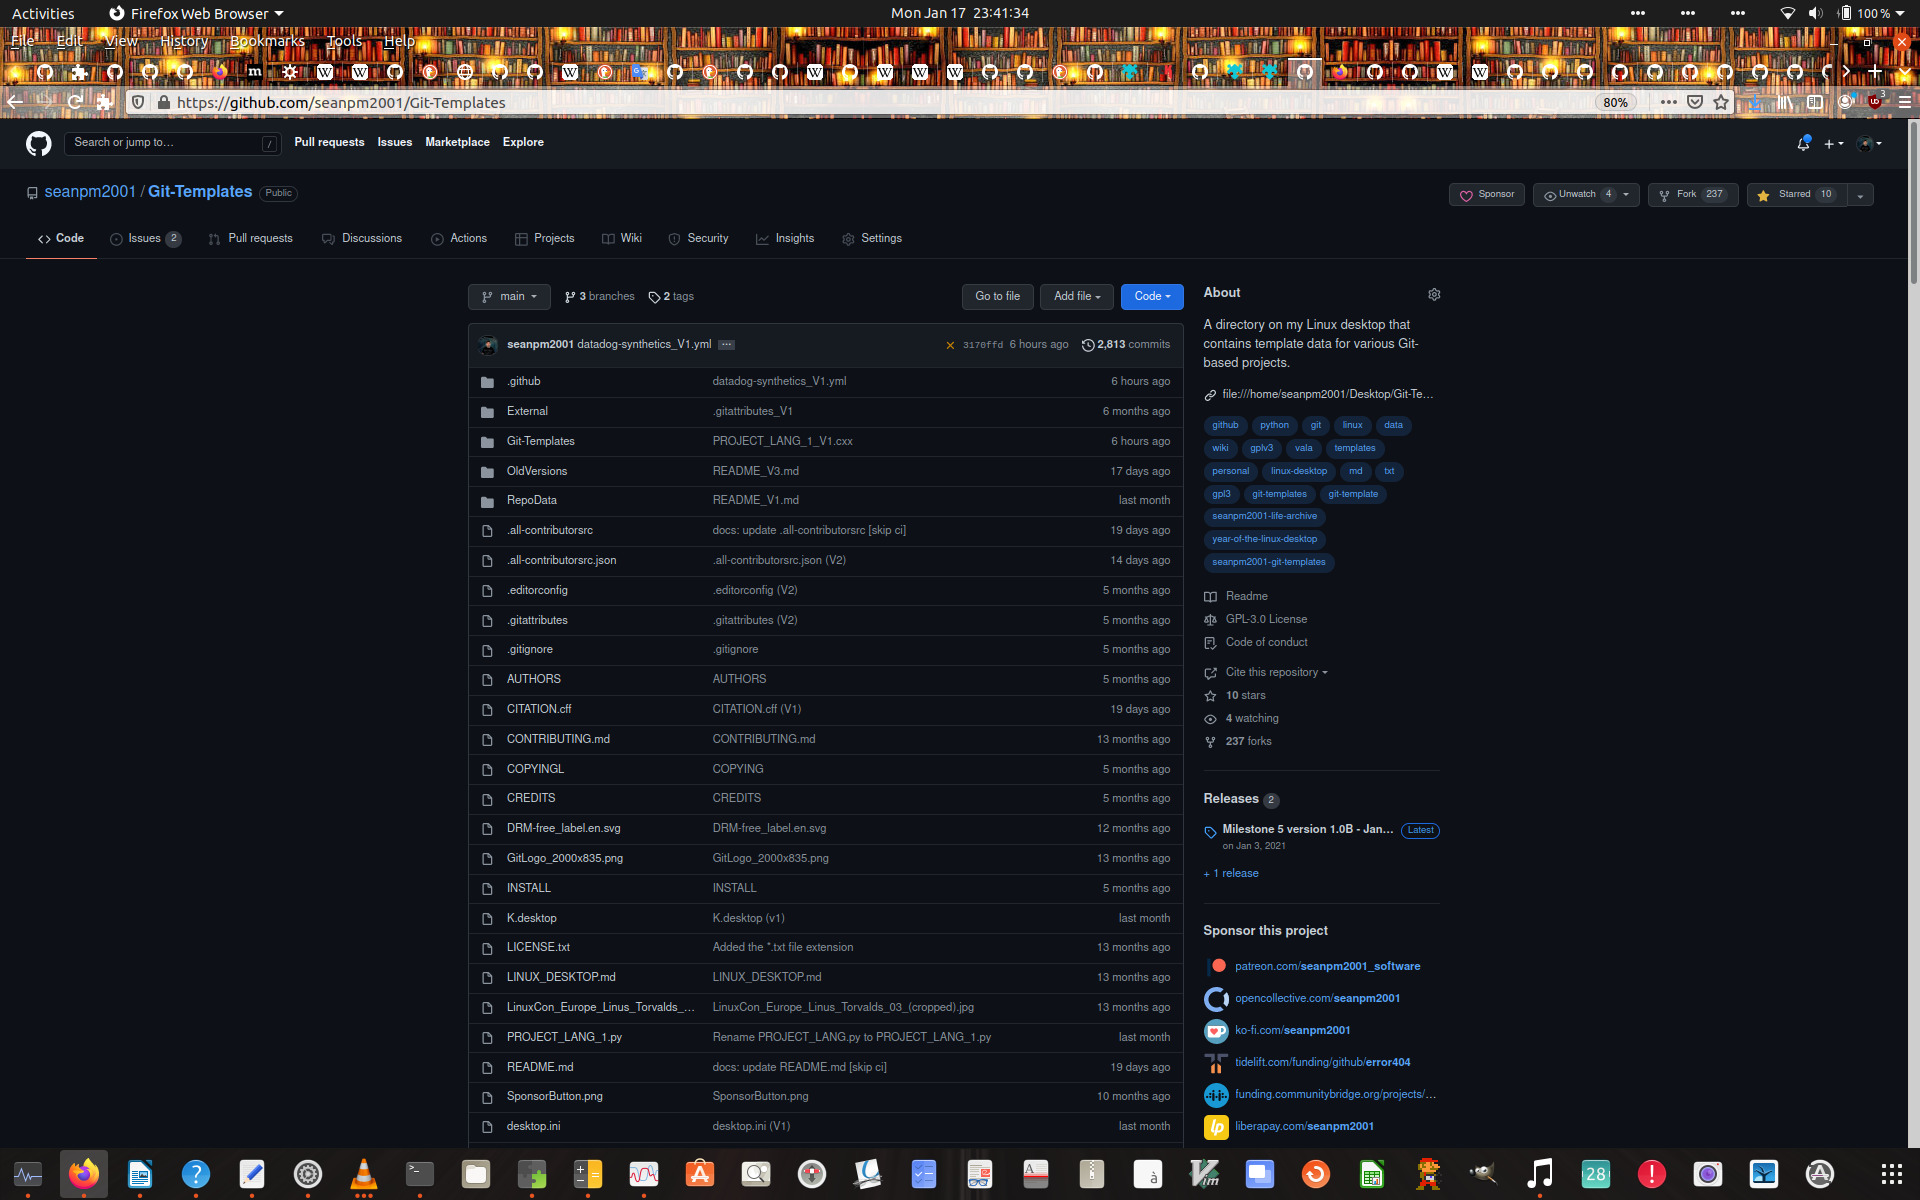 Activities
Firefox Web Browser
Mon Jan 17 23:41:34
100 %
File Edit View History Bookmarks Tools Help
https://github.com/seanpm2001/Git-Templates
80%
3
Search or jump to…
/
Pull requests Issues Marketplace Explore
seanpm2001 / Git-Templates Public
Sponsor
Unwatch 4
Fork 237
Starred 10
Code
Issues 2
Pull requests
Discussions
Actions
Projects
Wiki
Security
Insights
Settings
main
3 branches
2 tags
Go to file
Add file
Code
seanpm2001 datadog-synthetics_V1.yml ... 3170ffd 6 hours ago 2,813 commits
.github datadog-synthetics_V1.yml 6 hours ago
External .gitattributes_V1 6 months ago
Git-Templates PROJECT_LANG_1_V1.cxx 6 hours ago
OldVersions README_V3.md 17 days ago
RepoData README_V1.md last month
.all-contributorsrc docs: update .all-contributorsrc [skip ci] 19 days ago
.all-contributorsrc.json .all-contributorsrc.json (V2) 14 days ago
.editorconfig .editorconfig (V2) 5 months ago
.gitattributes .gitattributes (V2) 5 months ago
.gitignore .gitignore 5 months ago
AUTHORS AUTHORS 5 months ago
CITATION.cff CITATION.cff (V1) 19 days ago
CONTRIBUTING.md CONTRIBUTING.md 13 months ago
COPYINGL COPYING 5 months ago
CREDITS CREDITS 5 months ago
DRM-free_label.en.svg DRM-free_label.en.svg 12 months ago
GitLogo_2000x835.png GitLogo_2000x835.png 13 months ago
INSTALL INSTALL 5 months ago
K.desktop K.desktop (v1) last month
LICENSE.txt Added the *.txt file extension 13 months ago
LINUX_DESKTOP.md LINUX_DESKTOP.md 13 months ago
LinuxCon_Europe_Linus_Torvalds_... LinuxCon_Europe_Linus_Torvalds_03_(cropped).jpg 13 months ago
PROJECT_LANG_1.py Rename PROJECT_LANG.py to PROJECT_LANG_1.py last month
README.md docs: update README.md [skip ci] 19 days ago
SponsorButton.png SponsorButton.png 10 months ago
desktop.ini desktop.ini (V1) last month
About
A directory on my Linux desktop that
contains template data for various Git-
based projects.
file:///home/seanpm2001/Desktop/Git-Te...
github python git linux data
wiki gplv3 vala templates
personal linux-desktop md txt
gpl3 git-templates git-template
seanpm2001-life-archive
year-of-the-linux-desktop
seanpm2001-git-templates
Readme
GPL-3.0 License
Code of conduct
Cite this repository
10 stars
4 watching
237 forks
Releases 2
Milestone 5 version 1.0B - Jan... Latest
on Jan 3, 2021
+ 1 release
Sponsor this project
patreon.com/seanpm2001_software
opencollective.com/seanpm2001
ko-fi.com/seanpm2001
tidelift.com/funding/github/error404
funding.communitybridge.org/projects/...
liberapay.com/seanpm2001
28